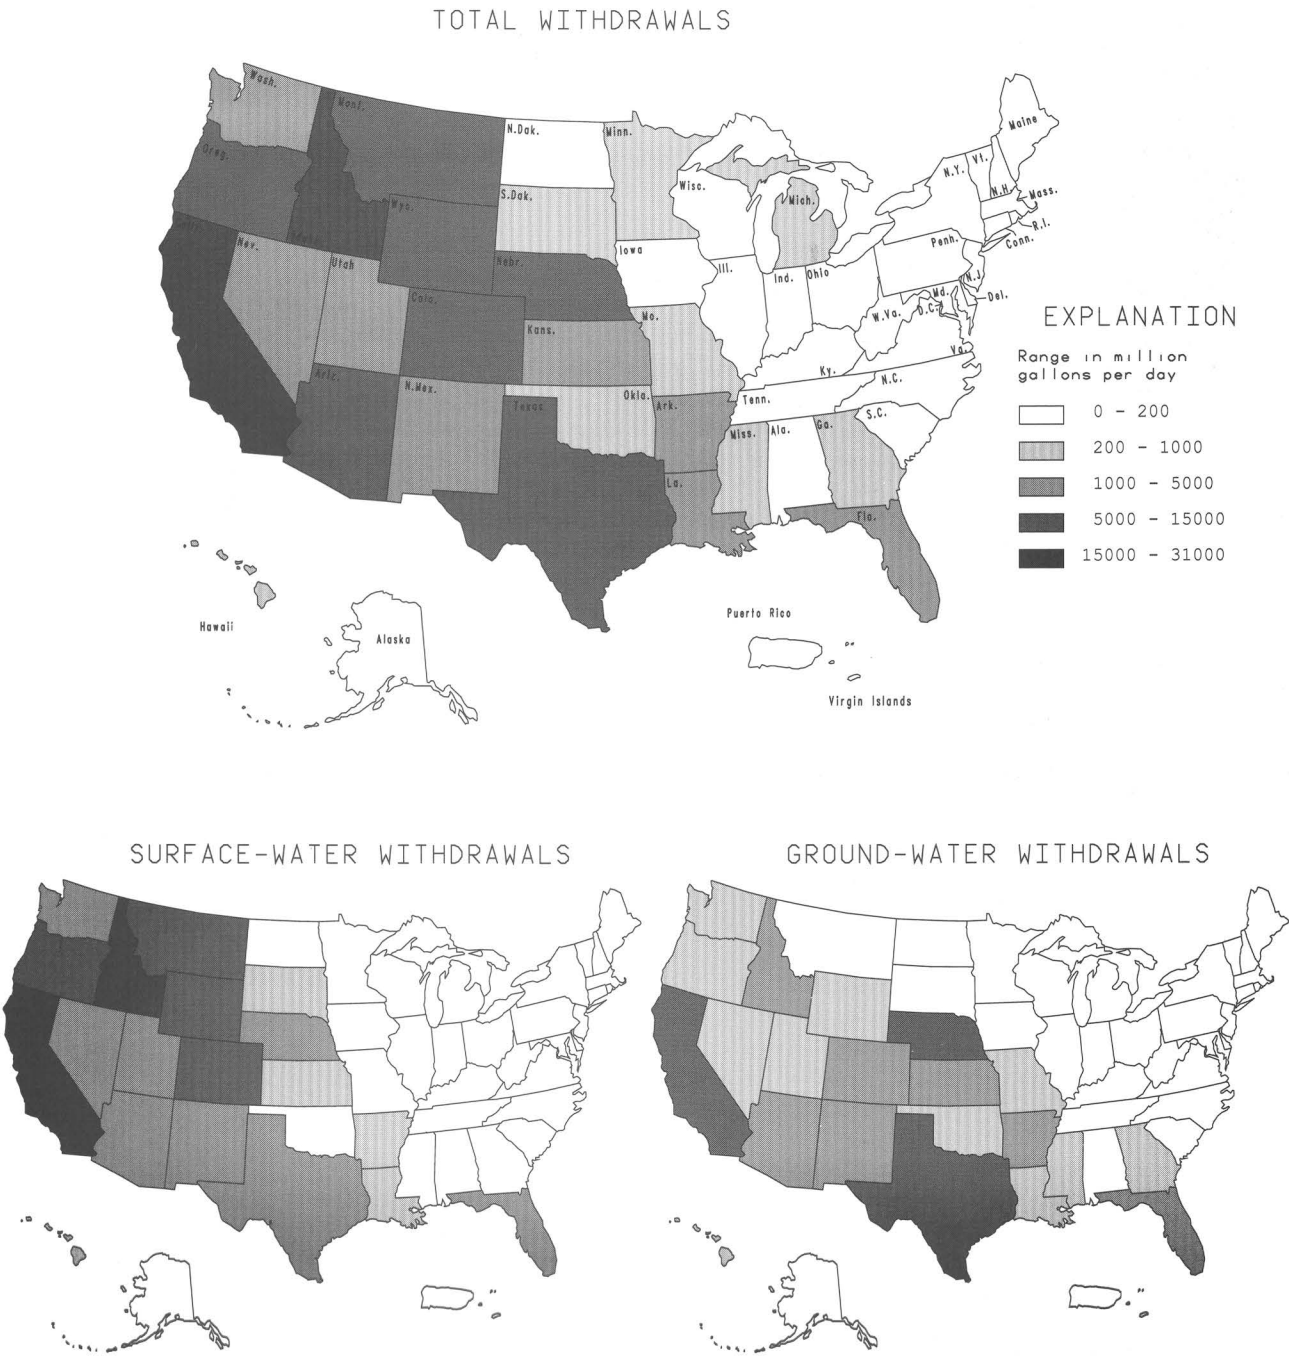 TOTAL WITHDRAWALS
Wash.
Mont.
N.Dak.
Minn.
Maine
Oreg.
Vt.
N.Y.
Wisc.
S.Dak.
Mich.
N.H.
Mass.
Wyo.
R.I.
Nev.
Iowa
Penn.
Conn.
Utah
Nebr.
Ill.
Ind.
Ohio
N.J.
Md.
Del.
Colo.
W.Va.
D.C.
Mo.
Kans.
Va.
Ky.
Ariz.
N.Mex.
N.C.
Okla.
Tenn.
Texas
Ark.
S.C.
Miss.
Ala.
Ga.
La.
Fla.
EXPLANATION
Range in million
gallons per day
0 - 200
200 - 1000
1000 - 5000
5000 - 15000
15000 - 31000
Hawaii
Alaska
Puerto Rico
Virgin Islands
SURFACE-WATER WITHDRAWALS
GROUND-WATER WITHDRAWALS